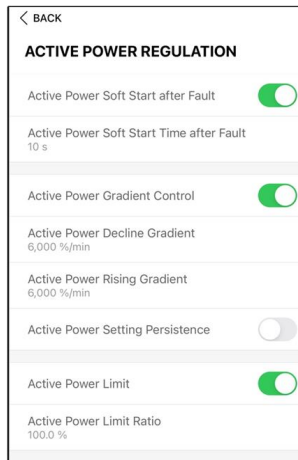 < BACK
ACTIVE POWER REGULATION
Active Power Soft Start after Fault
Active Power Soft Start Time after Fault
10 s
Active Power Gradient Control
Active Power Decline Gradient
6,000 %/min
Active Power Rising Gradient
6,000 %/min
Active Power Setting Persistence
Active Power Limit
Active Power Limit Ratio
100.0 %